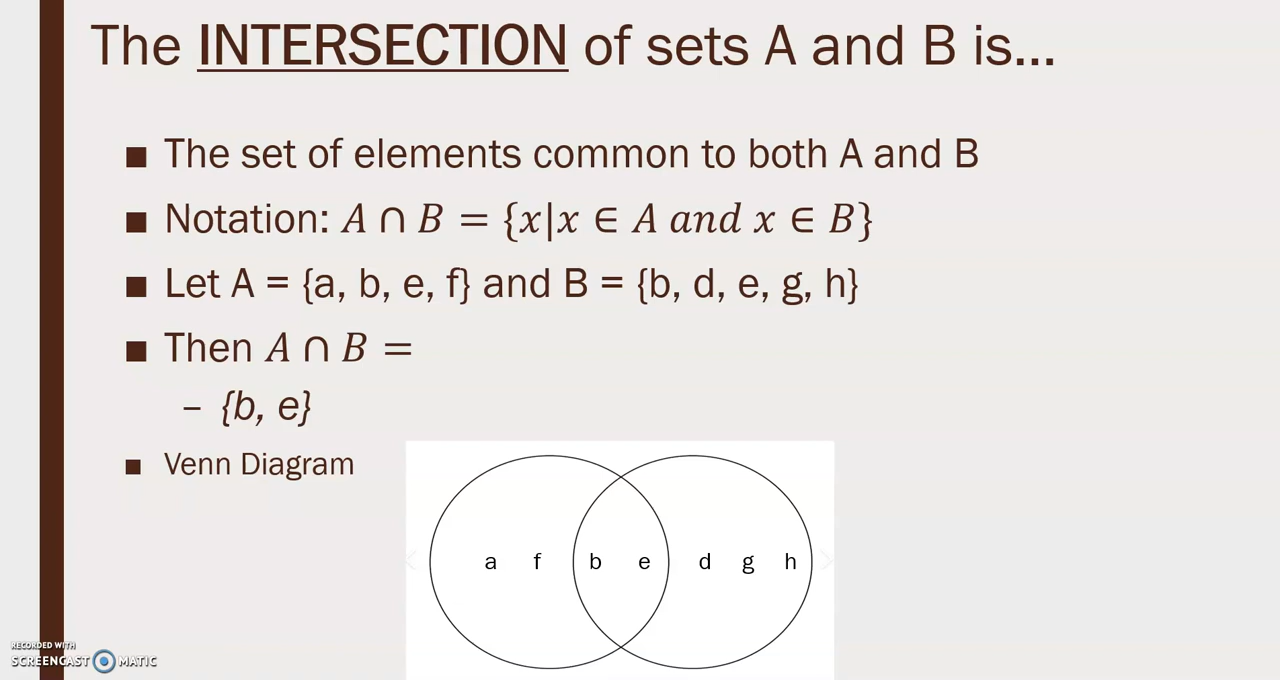 The INTERSECTION of sets A and B is...
■ The set of elements common to both A and B
■ Notation: A ∩ B = {x|x ∈ A and x ∈ B}
■ Let A = {a, b, e, f} and B = {b, d, e, g, h}
■ Then A ∩ B =
– {b, e}
■ Venn Diagram
a f b e d g h
RECORDED WITH
SCREENCAST MATIC